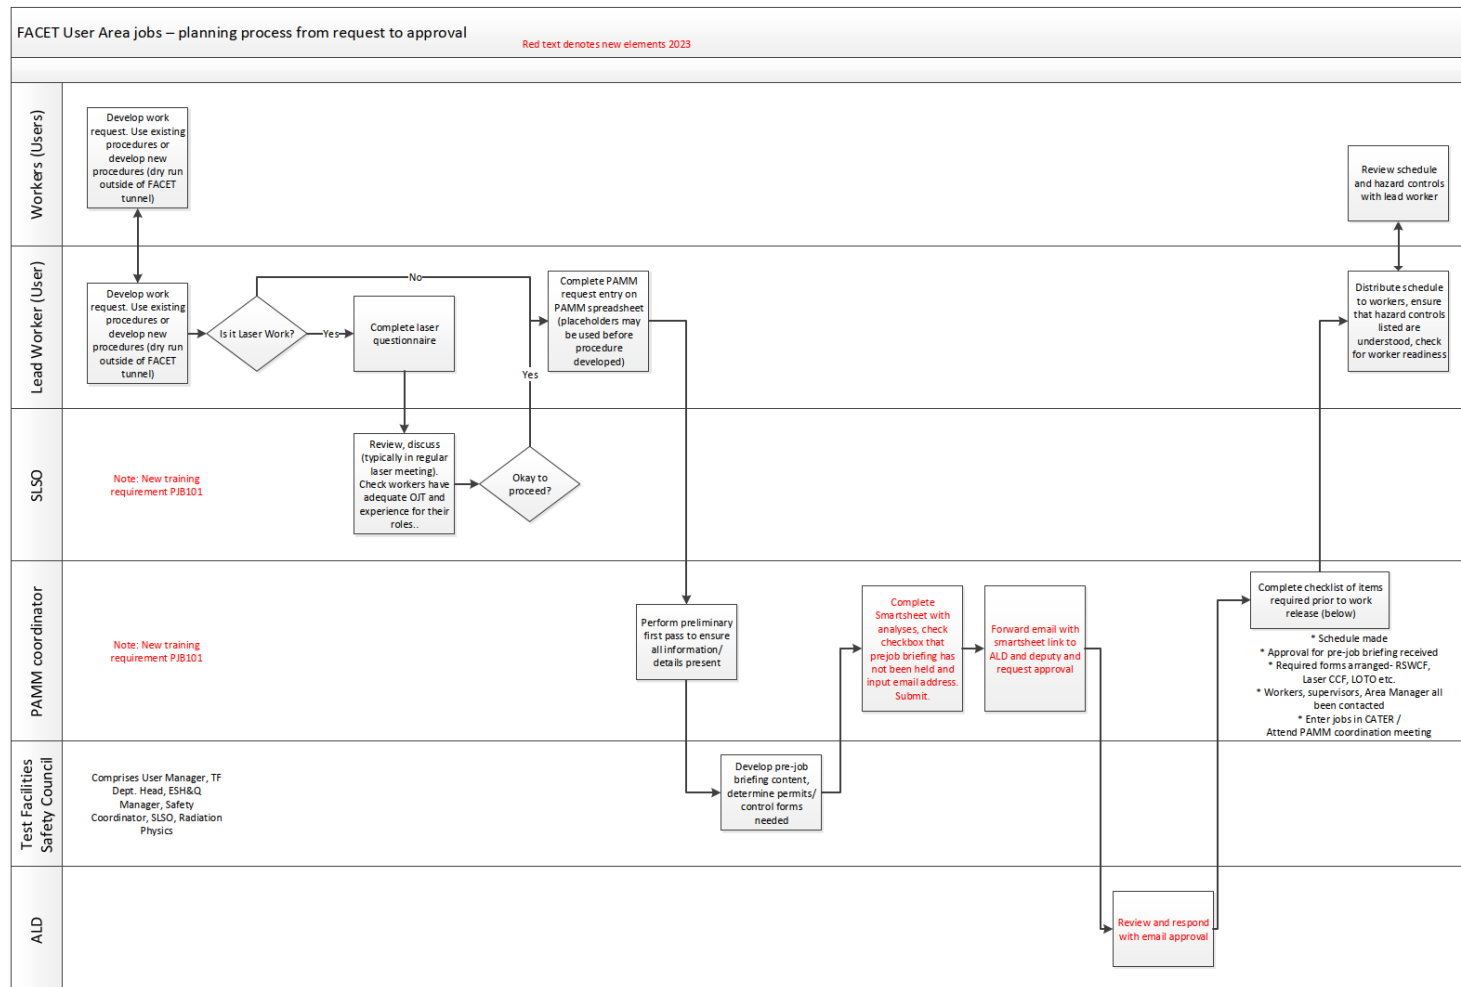 FACET User Area jobs – planning process from request to approval
Red text denotes new elements 2023
Workers (Users)
Develop work
request. Use existing
procedures or
develop new
procedures (dry run
outside of FACET
tunnel)
Review schedule
and hazard controls
with lead worker
Lead Worker (User)
Develop work
request. Use existing
procedures or
develop new
procedures (dry run
outside of FACET
tunnel)
Is it Laser Work?
No
Yes
Complete laser
questionnaire
Yes
Complete PAMM
request entry on
PAMM spreadsheet
(placeholders may
be used before
procedure
developed)
Distribute schedule
to workers, ensure
that hazard controls
listed are
understood, check
for worker readiness
SLSO
Note: New training
requirement PJB101
Review, discuss
(typically in regular
laser meeting).
Check workers have
adequate OJT and
experience for their
roles..
Okay to
proceed?
PAMM coordinator
Note: New training
requirement PJB101
Perform preliminary
first pass to ensure
all information/
details present
Complete
Smartsheet with
analyses, check
checkbox that
prejob briefing has
not been held and
input email address.
Submit.
Forward email with
smartsheet link to
ALD and deputy and
request approval
Complete checklist of items
required prior to work
release (below)
* Schedule made
* Approval for pre-job briefing received
* Required forms arranged- RSWCF,
Laser CCF, LOTO etc.
* Workers, supervisors, Area Manager all
been contacted
* Enter jobs in CATER /
Attend PAMM coordination meeting
Test Facilities
Safety Council
Comprises User Manager, TF
Dept. Head, ESH&Q
Manager, Safety
Coordinator, SLSO, Radiation
Physics
Develop pre-job
briefing content,
determine permits/
control forms
needed
ALD
Review and respond
with email approval